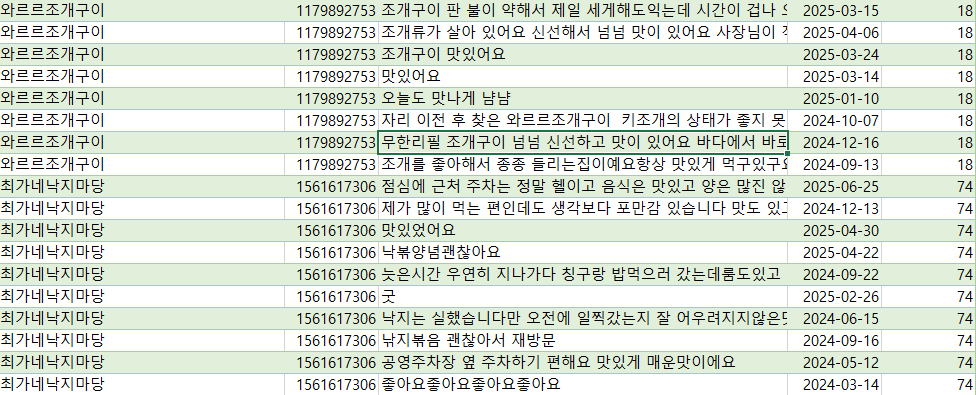 와르르조개구이 1179892753 조개구이 판 불이 약해서 제일 세게해도익는데 시간이 겁나 2025-03-15 18
와르르조개구이 1179892753 조개류가 살아 있어요 신선해서 넘넘 맛이 있어요 사장님이 2025-04-06 18
와르르조개구이 1179892753 조개구이가 맛있어요 2025-03-24 18
와르르조개구이 1179892753 맛있어요 2025-03-14 18
와르르조개구이 1179892753 오늘도 맛나게 냠냠 2025-01-10 18
와르르조개구이 1179892753 자리 이전 후 찾은 와르르조개구이 키조개의 상태가 좋지 못 2024-10-07 18
와르르조개구이 1179892753 무한리필 조개구이 넘넘 신선하고 맛이 있어요 바다에서 바로 2024-12-16 18
와르르조개구이 1179892753 조개를 좋아해서 종종 들리는집이예요항상 맛있게 먹구있구요 2024-09-13 18
최가네낙지마당 1561617306 점심에 근처 주차는 정말 헬이고 음식은 맛있고 양은 많진 않 2025-06-25 74
최가네낙지마당 1561617306 제가 많이 먹는 편인데도 생각보다 포만감 있습니다 맛도 있고 2024-12-13 74
최가네낙지마당 1561617306 맛있었어요 2025-04-30 74
최가네낙지마당 1561617306 낙볶양념괜찮아요 2025-04-22 74
최가네낙지마당 1561617306 늦은시간 우연히 지나가다 칭구랑 밥먹으러 갔는데룸도있고 2024-09-22 74
최가네낙지마당 1561617306 굿 2025-02-26 74
최가네낙지마당 1561617306 낙지는 실했습니다만 오전에 일찍갔는지 잘 어우려지지않은맛 2024-06-15 74
최가네낙지마당 1561617306 낚지볶음 괜찮아서 재방문 2024-09-16 74
최가네낙지마당 1561617306 공영주차장 옆 주차하기 편해요 맛있게 매운맛이에요 2024-05-12 74
최가네낙지마당 1561617306 좋아요좋아요좋아요좋아요 2024-03-14 74